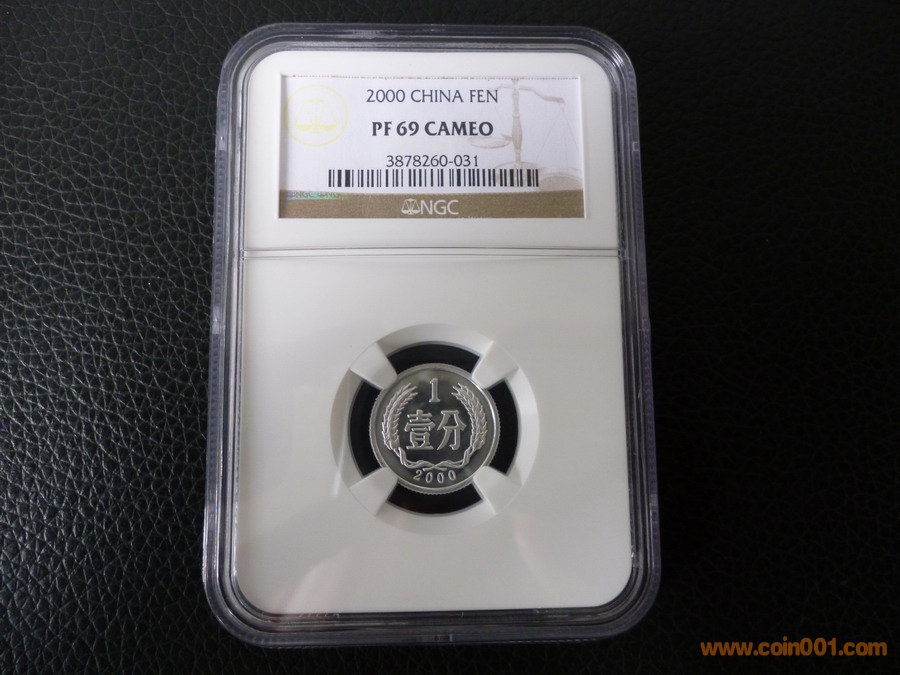 2000 CHINA FEN
PF 69 CAMEO
3878260-031
NGC
1
壹分
2000
www.coin001.com